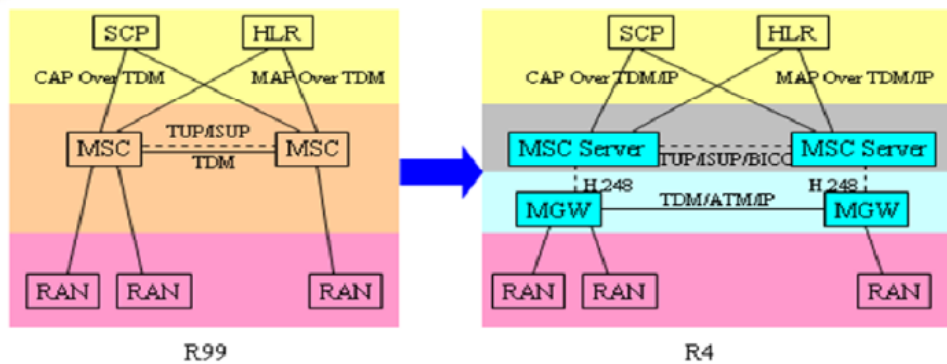 SCP HLR
CAP Over TDM MAP Over TDM
TUP/ISUP
MSC MSC
TDM
RAN RAN RAN
R99
SCP HLR
CAP Over TDM/IP MAP Over TDM/IP
MSC Server MSC Server
TUP/ISUP/BICC
H.248 H.248
TDM/ATM/IP
MGW MGW
RAN RAN RAN
R4